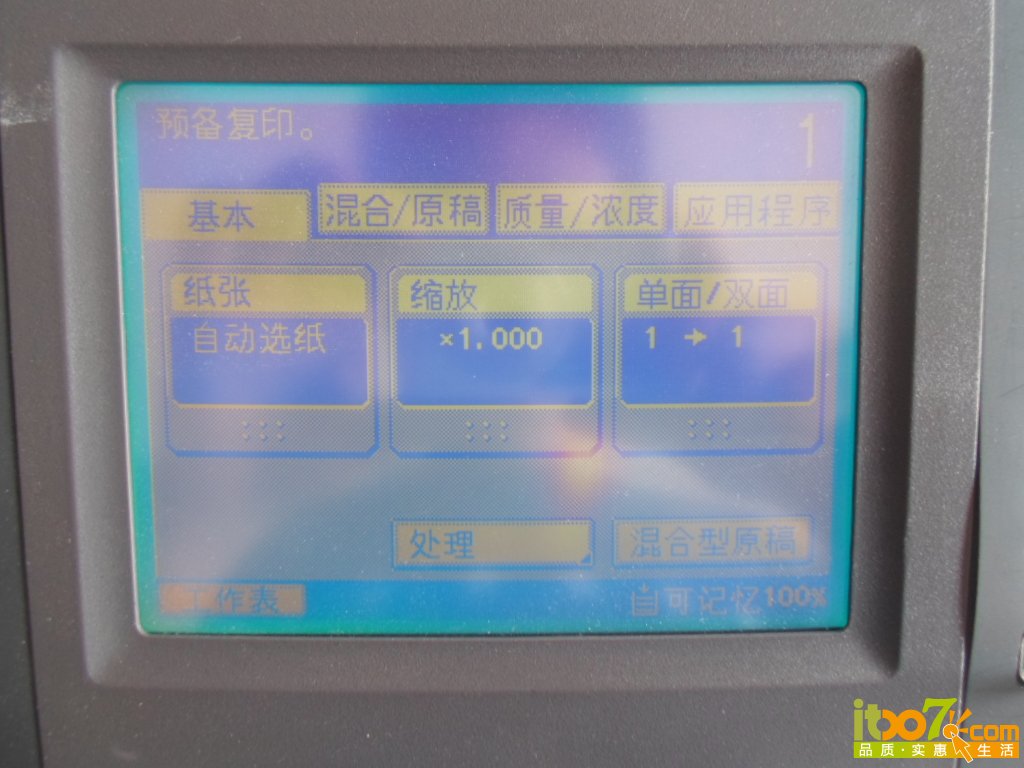 预备复印。 1
基本 混合/原稿 质量/浓度 应用程序
纸张 缩放 单面/双面
自动选纸 ×1.000 1 → 1
处理 混合型原稿
工作表 可记忆100%
itbo7.com
品质·实惠 生活